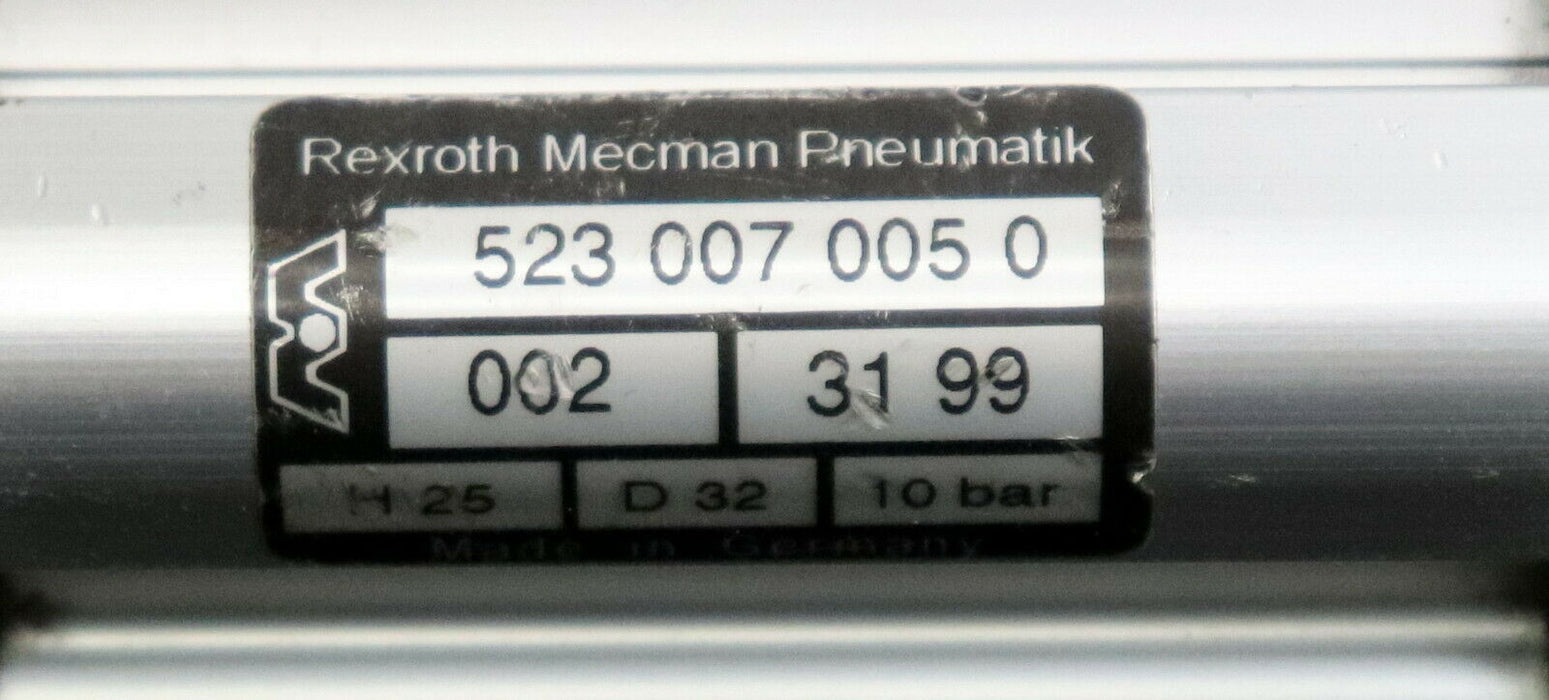 Rexroth Mecman Pneumatik
523 007 005 0
002 31 99
H 25 D 32 10 bar
Made in Germany